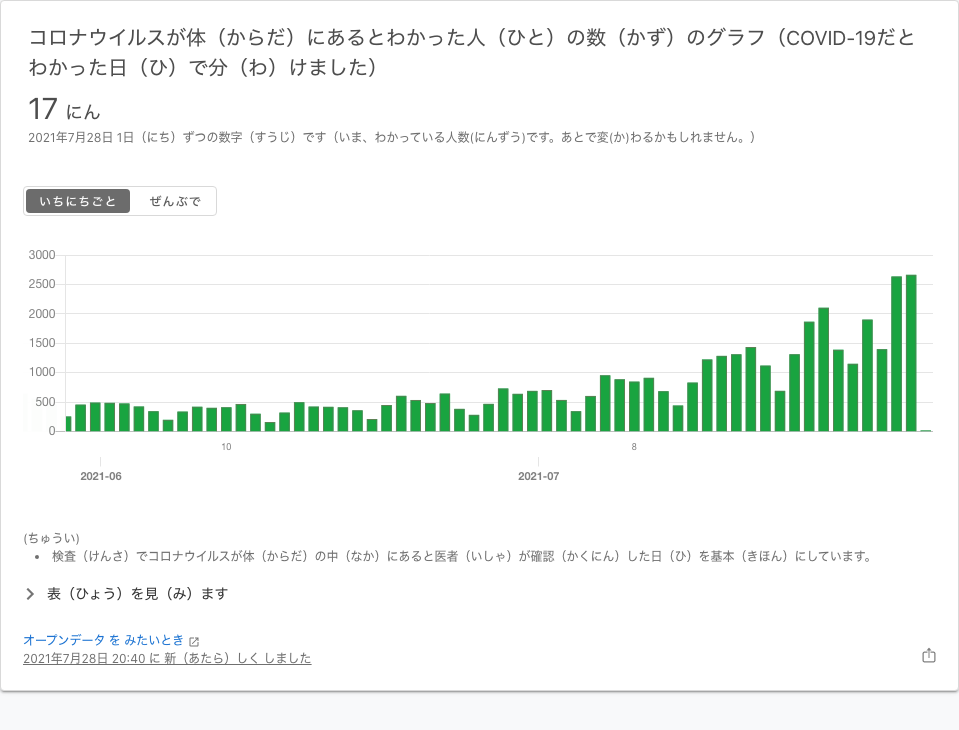 コロナウイルスが体（からだ）にあるとわかった人（ひと）の数（かず）のグラフ（COVID-19だと
わかった日（ひ）で分（わ）けました）
17 にん
2021年7月28日 1日（にち）ずつの数字（すうじ）です（いま、わかっている人数(にんずう)です。あとで変(か)わるかもしれません。）
いちにちごと ぜんぶで
3000
2500
2000
1500
1000
500
0
10 8
2021-06 2021-07
(ちゅうい)
• 検査（けんさ）でコロナウイルスが体（からだ）の中（なか）にあると医者（いしゃ）が確認（かくにん）した日（ひ）を基本（きほん）にしています。
表（ひょう）を見（み）ます
オープンデータ を みたいとき
2021年7月28日 20:40 に 新（あたら）しく しました